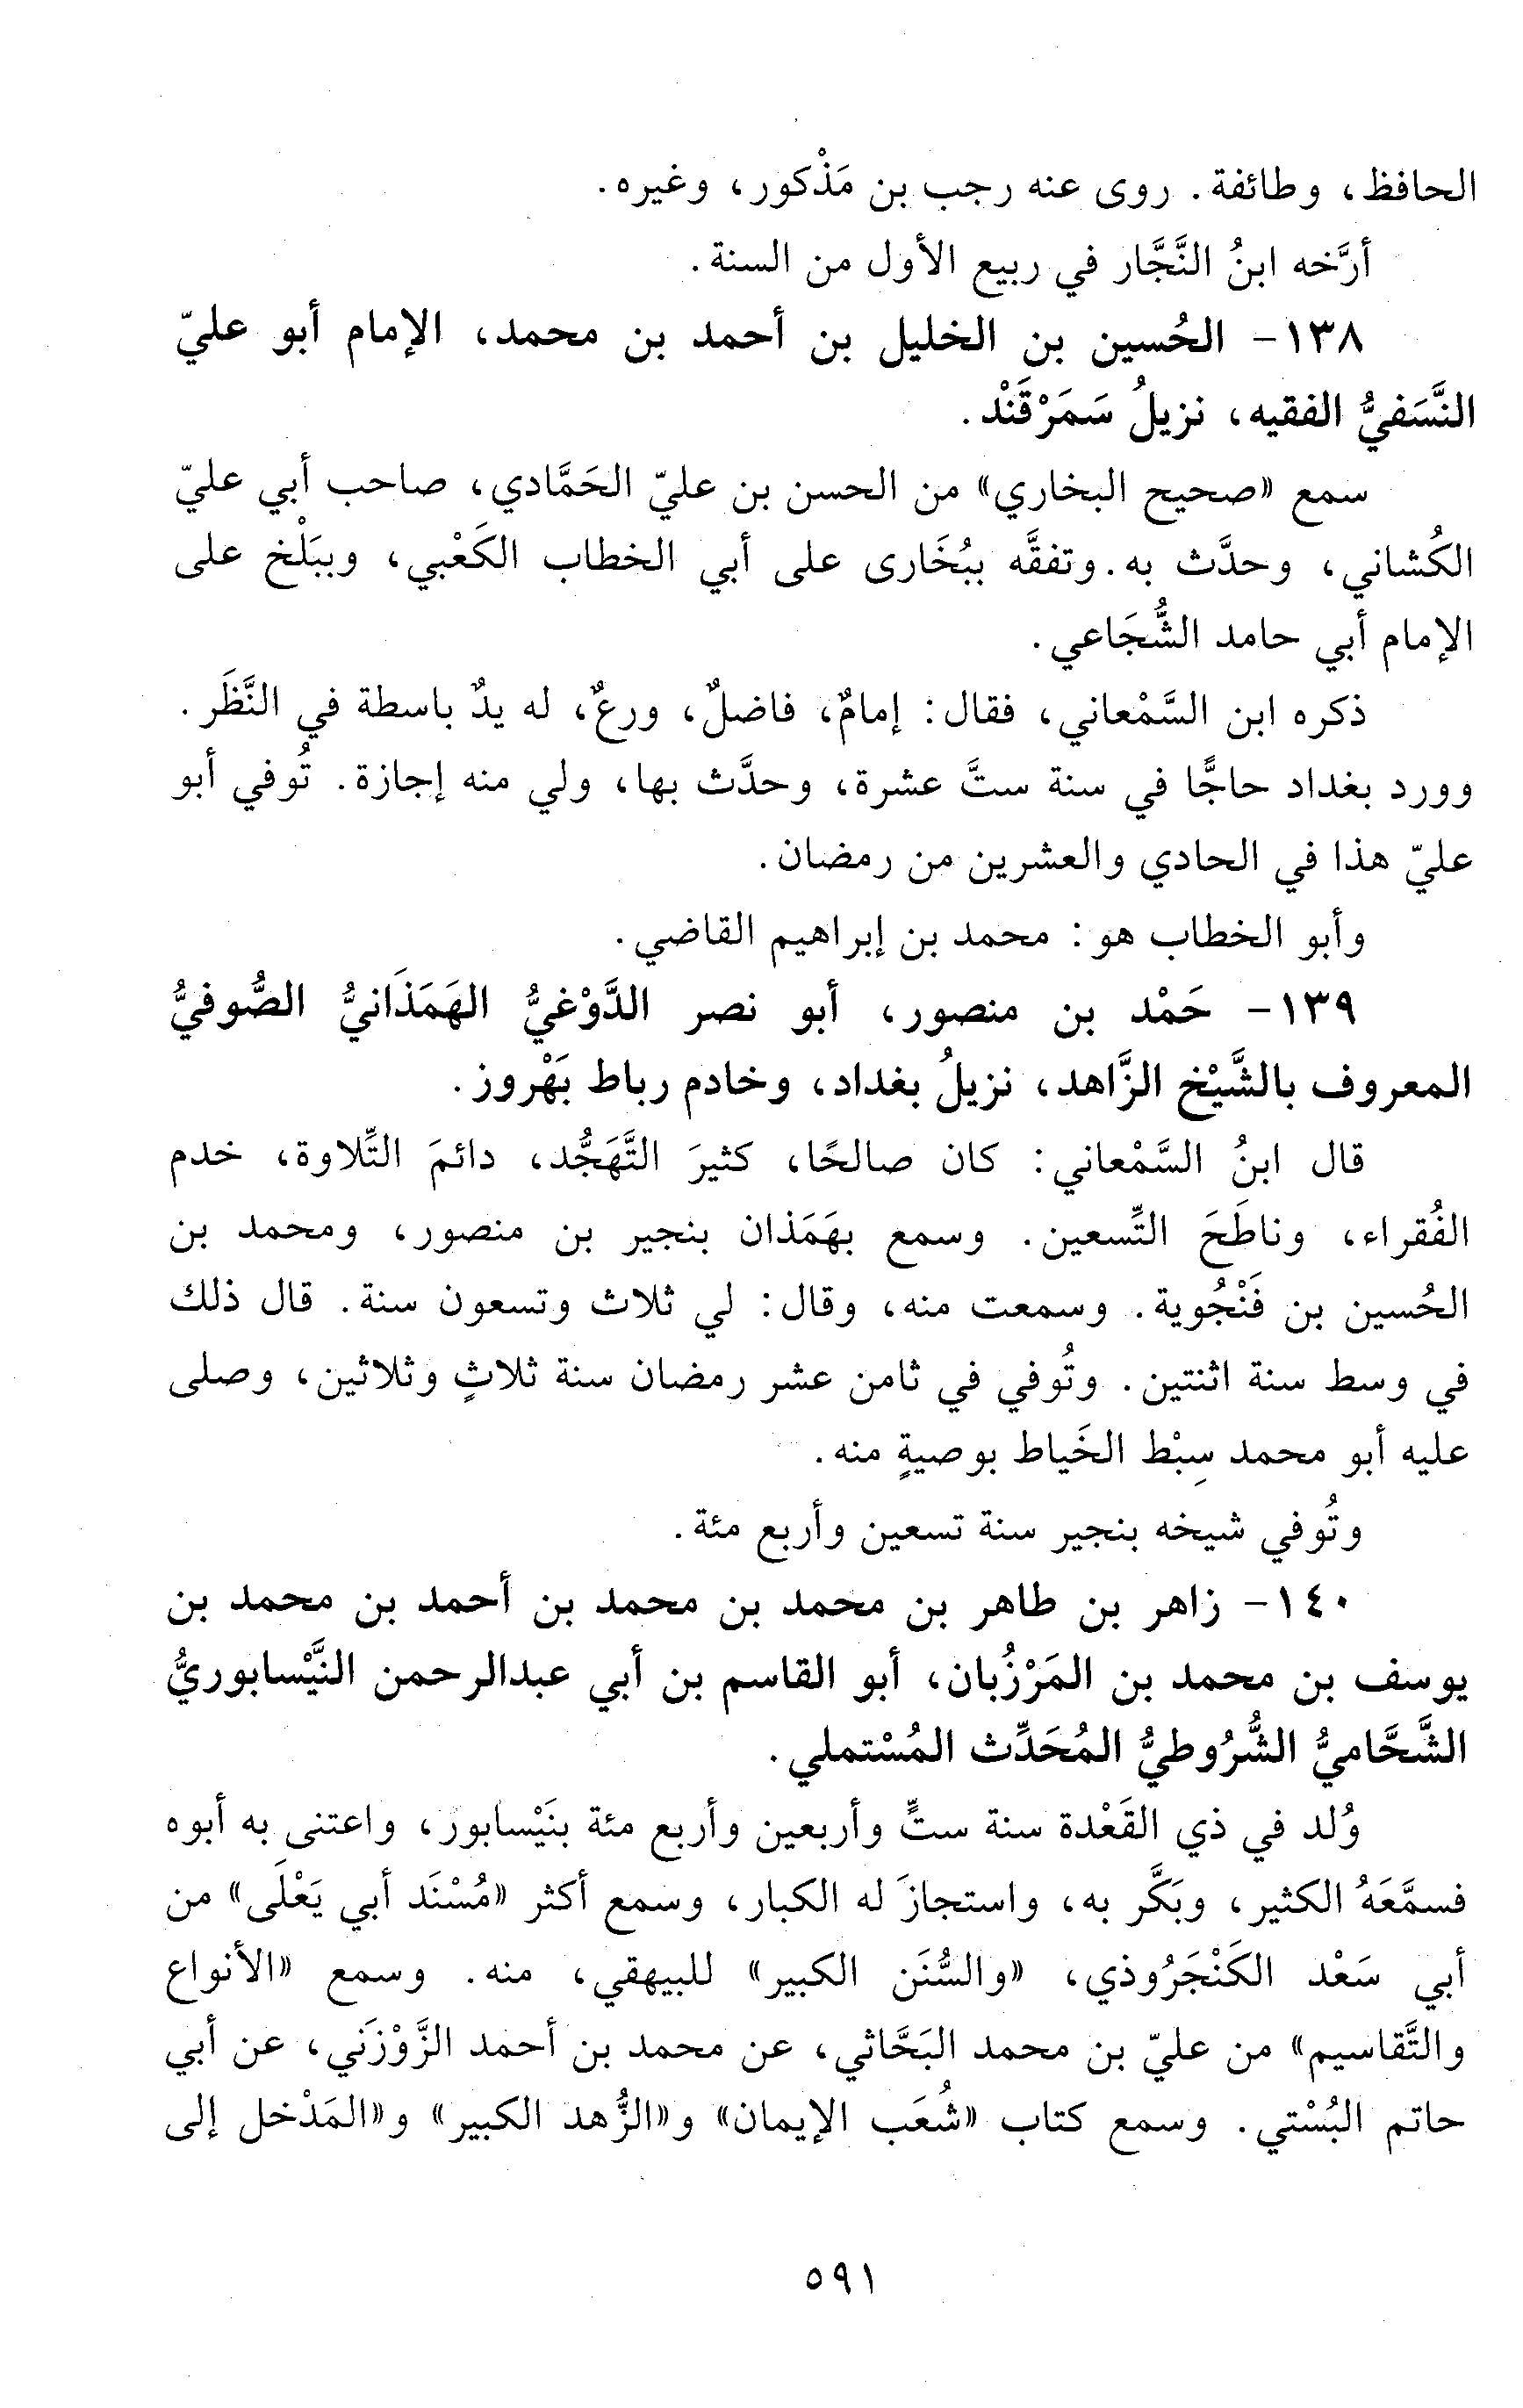 الحافظ، وطائفة. روى عنه رجب بن مَذْكور، وغيره.
أرَّخه ابنُ النَّجَّار في ربيع الأول من السنة.
١٣٨- الحُسين بن الخليل بن أحمد بن محمد، الإمام أبو عليّ
النَّسَفيُّ الفقيه، نزيلُ سَمَرْقَنْد.
سمع «صحيح البخاري» من الحسن بن عليّ الحَمَّادي، صاحب أبي عليّ
الكُشاني، وحدَّث به. وتفقَّه ببُخَارى على أبي الخطاب الكَعْبي، وببَلْخ على
الإمام أبي حامد الشُّجَاعي.
ذكره ابن السَّمْعاني، فقال: إمامٌ، فاضلٌ، ورعٌ، له يدٌ باسطة في النَّظَر.
وورد بغداد حاجًّا في سنة ستَّ عشرة، وحدَّث بها، ولي منه إجازة. تُوفي أبو
عليّ هذا في الحادي والعشرين من رمضان.
وأبو الخطاب هو: محمد بن إبراهيم القاضي.
١٣٩- حَمْد بن منصور، أبو نصر الدَّوْغيُّ الهَمَذَانيُّ الصُّوفيُّ
المعروف بالشَّيْخ الزَّاهد، نزيلُ بغداد، وخادم رباط بَهْروز.
قال ابنُ السَّمْعاني: كان صالحًا، كثيرَ التَّهَجُّد، دائمَ التِّلاوة، خدم
الفُقراء، وناطَحَ التِّسعين. وسمع بهَمَذان بنجير بن منصور، ومحمد بن
الحُسين بن فَنْجُوية. وسمعت منه، وقال: لي ثلاث وتسعون سنة. قال ذلك
في وسط سنة اثنتين. وتُوفي في ثامن عشر رمضان سنة ثلاثٍ وثلاثين، وصلى
عليه أبو محمد سِبْط الخَياط بوصيةٍ منه.
وتُوفي شيخه بنجير سنة تسعين وأربع مئة.
١٤٠- زاهر بن طاهر بن محمد بن محمد بن أحمد بن محمد بن
يوسف بن محمد بن المَرْزُبان، أبو القاسم بن أبي عبدالرحمن النَّيْسابوريُّ
الشَّحَّاميُّ الشُّرُوطيُّ المُحَدِّث المُسْتملي.
وُلد في ذي القَعْدة سنة ستٍّ وأربعين وأربع مئة بنَيْسابور، واعتنى به أبوه
فسمَّعَهُ الكثير، وبَكَّر به، واستجازَ له الكبار، وسمع أكثر «مُسْنَد أبي يَعْلَى» من
أبي سَعْد الكَنْجَرُوذي، «والسُّنَن الكبير» للبيهقي، منه. وسمع «الأنواع
والتَّقاسيم» من عليّ بن محمد البَحَّاثي، عن محمد بن أحمد الزَّوْزَني، عن أبي
حاتم البُسْتي. وسمع كتاب «شُعَب الإيمان» و«الزُّهد الكبير» و«المَدْخل إلى
٥٩١